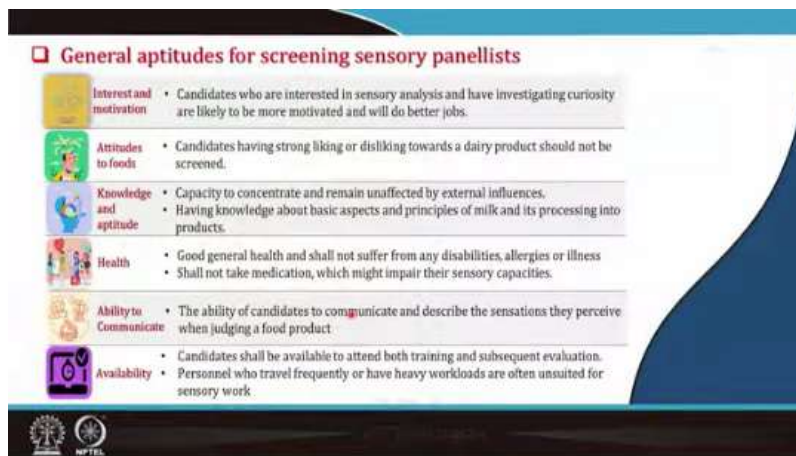 General aptitudes for screening sensory panellists
Interest and motivation
• Candidates who are interested in sensory analysis and have investigating curiosity
are likely to be more motivated and will do better jobs.
Attitudes to foods
• Candidates having strong liking or disliking towards a dairy product should not be
screened.
Knowledge and aptitude
• Capacity to concentrate and remain unaffected by external influences.
• Having knowledge about basic aspects and principles of milk and its processing into
products.
Health
• Good general health and shall not suffer from any disabilities, allergies or illness
• Shall not take medication, which might impair their sensory capacities.
Ability to Communicate
• The ability of candidates to communicate and describe the sensations they perceive
when judging a food product
Availability
• Candidates shall be available to attend both training and subsequent evaluation.
• Personnel who travel frequently or have heavy workloads are often unsuited for
sensory work
NPTEL